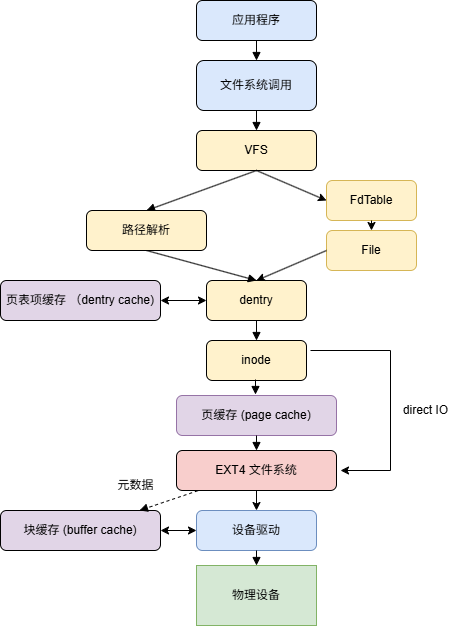 应用程序
文件系统调用
VFS
FdTable
路径解析
File
页表项缓存 （dentry cache)
dentry
inode
页缓存 (page cache)
direct IO
EXT4 文件系统
元数据
块缓存 (buffer cache)
设备驱动
物理设备